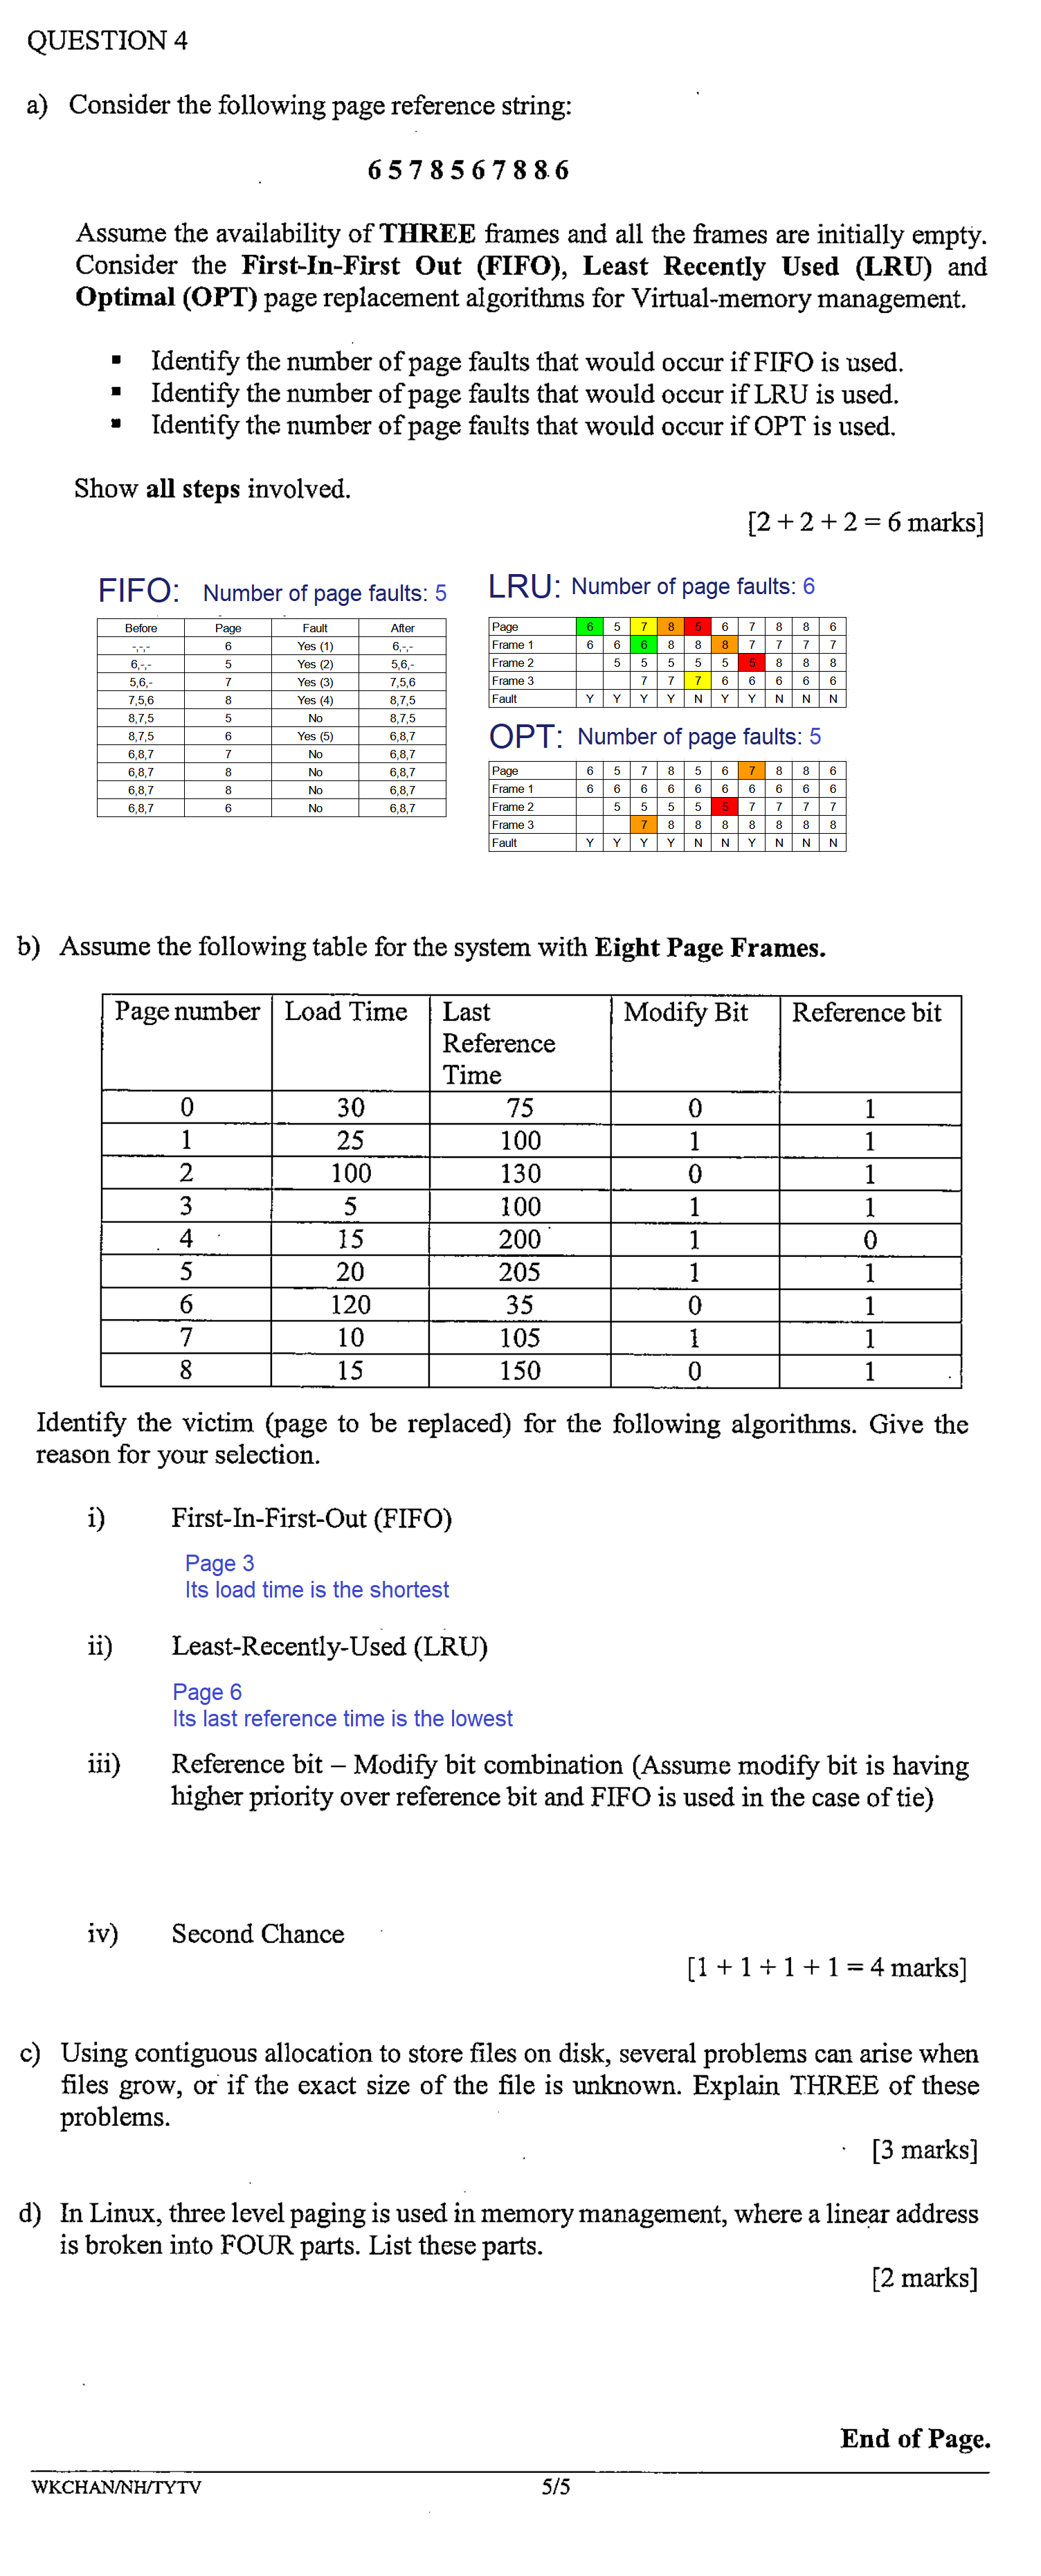 QUESTION 4
a) Consider the following page reference string:
6 5 7 8 5 6 7 8 8 6
Assume the availability of THREE frames and all the frames are initially empty.
Consider the First-In-First Out (FIFO), Least Recently Used (LRU) and
Optimal (OPT) page replacement algorithms for Virtual-memory management.
▪ Identify the number of page faults that would occur if FIFO is used.
▪ Identify the number of page faults that would occur if LRU is used.
▪ Identify the number of page faults that would occur if OPT is used.
Show all steps involved.
[2 + 2 + 2 = 6 marks]
FIFO: Number of page faults: 5
Before Page Fault After
-,-,- 6 Yes (1) 6,-,-
6,-,- 5 Yes (2) 5,6,-
5,6,- 7 Yes (3) 7,5,6
7,5,6 8 Yes (4) 8,7,5
8,7,5 5 No 8,7,5
8,7,5 6 Yes (5) 6,8,7
6,8,7 7 No 6,8,7
6,8,7 8 No 6,8,7
6,8,7 8 No 6,8,7
6,8,7 6 No 6,8,7
LRU: Number of page faults: 6
Page 6 5 7 8 5 6 7 8 8 6
Frame 1 6 6 6 8 8 8 7 7 7 7
Frame 2 5 5 5 5 5 5 8 8 8
Frame 3 7 7 7 6 6 6 6 6
Fault Y Y Y Y N Y Y N N N
OPT: Number of page faults: 5
Page 6 5 7 8 5 6 7 8 8 6
Frame 1 6 6 6 6 6 6 6 6 6 6
Frame 2 5 5 5 5 5 7 7 7 7
Frame 3 7 8 8 8 8 8 8 8
Fault Y Y Y Y N N Y N N N
b) Assume the following table for the system with Eight Page Frames.
Page number Load Time Last Reference Time Modify Bit Reference bit
0 30 75 0 1
1 25 100 1 1
2 100 130 0 1
3 5 100 1 1
4 15 200 1 0
5 20 205 1 1
6 120 35 0 1
7 10 105 1 1
8 15 150 0 1
Identify the victim (page to be replaced) for the following algorithms. Give the
reason for your selection.
i) First-In-First-Out (FIFO)
Page 3
Its load time is the shortest
ii) Least-Recently-Used (LRU)
Page 6
Its last reference time is the lowest
iii) Reference bit – Modify bit combination (Assume modify bit is having
higher priority over reference bit and FIFO is used in the case of tie)
iv) Second Chance
[1 + 1 + 1 + 1 = 4 marks]
c) Using contiguous allocation to store files on disk, several problems can arise when
files grow, or if the exact size of the file is unknown. Explain THREE of these
problems.
[3 marks]
d) In Linux, three level paging is used in memory management, where a linear address
is broken into FOUR parts. List these parts.
[2 marks]
End of Page.
WKCHAN/NH/TYTV 5/5